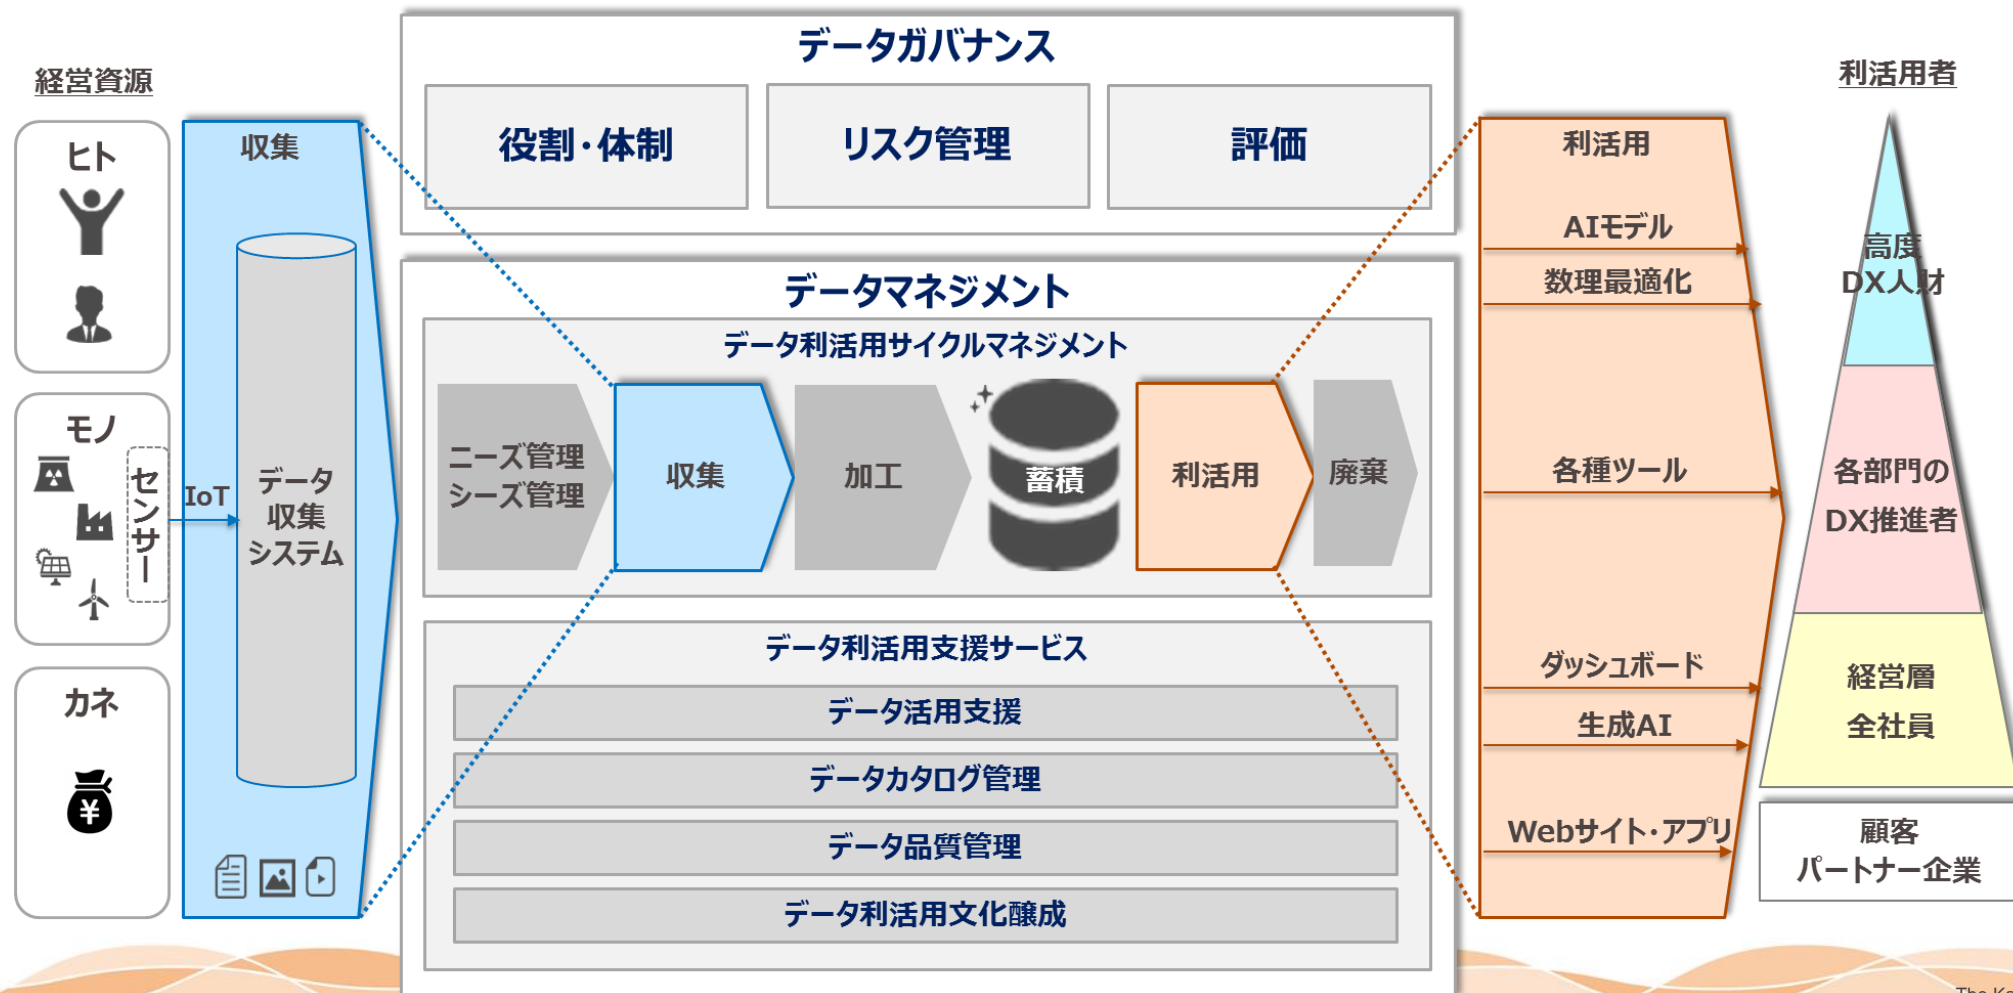 経営資源
ヒト
モノ
センサー
カネ
¥
収集
IoT
データ
収集
システム
データガバナンス
役割・体制
リスク管理
評価
データマネジメント
データ利活用サイクルマネジメント
ニーズ管理
シーズ管理
収集
加工
蓄積
利活用
廃棄
データ利活用支援サービス
データ活用支援
データカタログ管理
データ品質管理
データ利活用文化醸成
利活用
AIモデル
数理最適化
各種ツール
ダッシュボード
生成AI
Webサイト・アプリ
利活用者
高度
DX人財
各部門の
DX推進者
経営層
全社員
顧客
パートナー企業